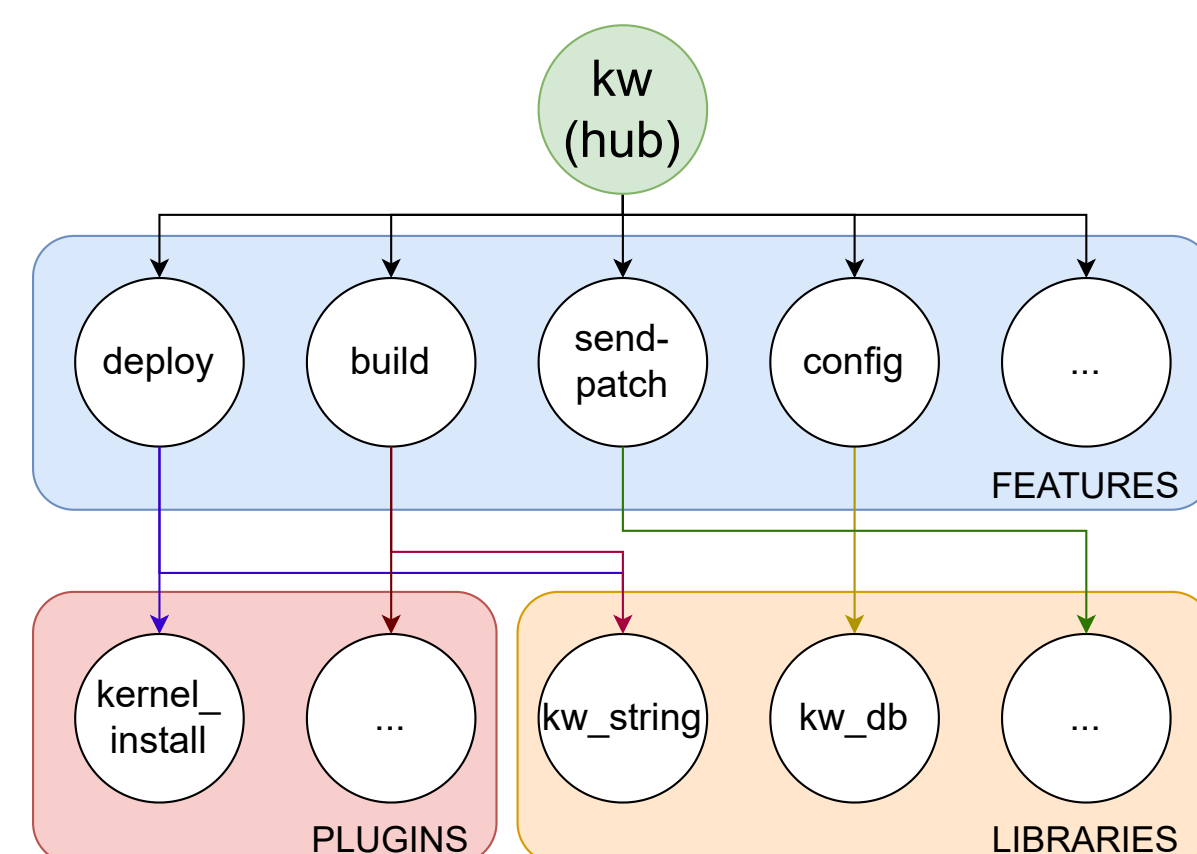 kw
(hub)
deploy
build
send-
patch
config
...
FEATURES
kernel_
install
...
kw_string
kw_db
...
PLUGINS
LIBRARIES